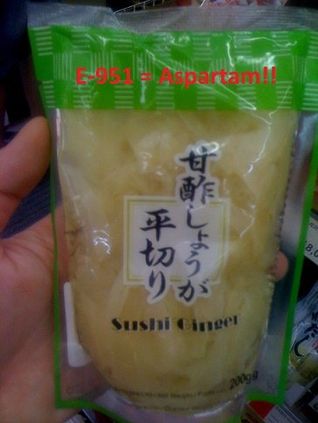 E-951 = Aspartam!!
甘酢しょうが
平切り
Sushi Ginger
200g